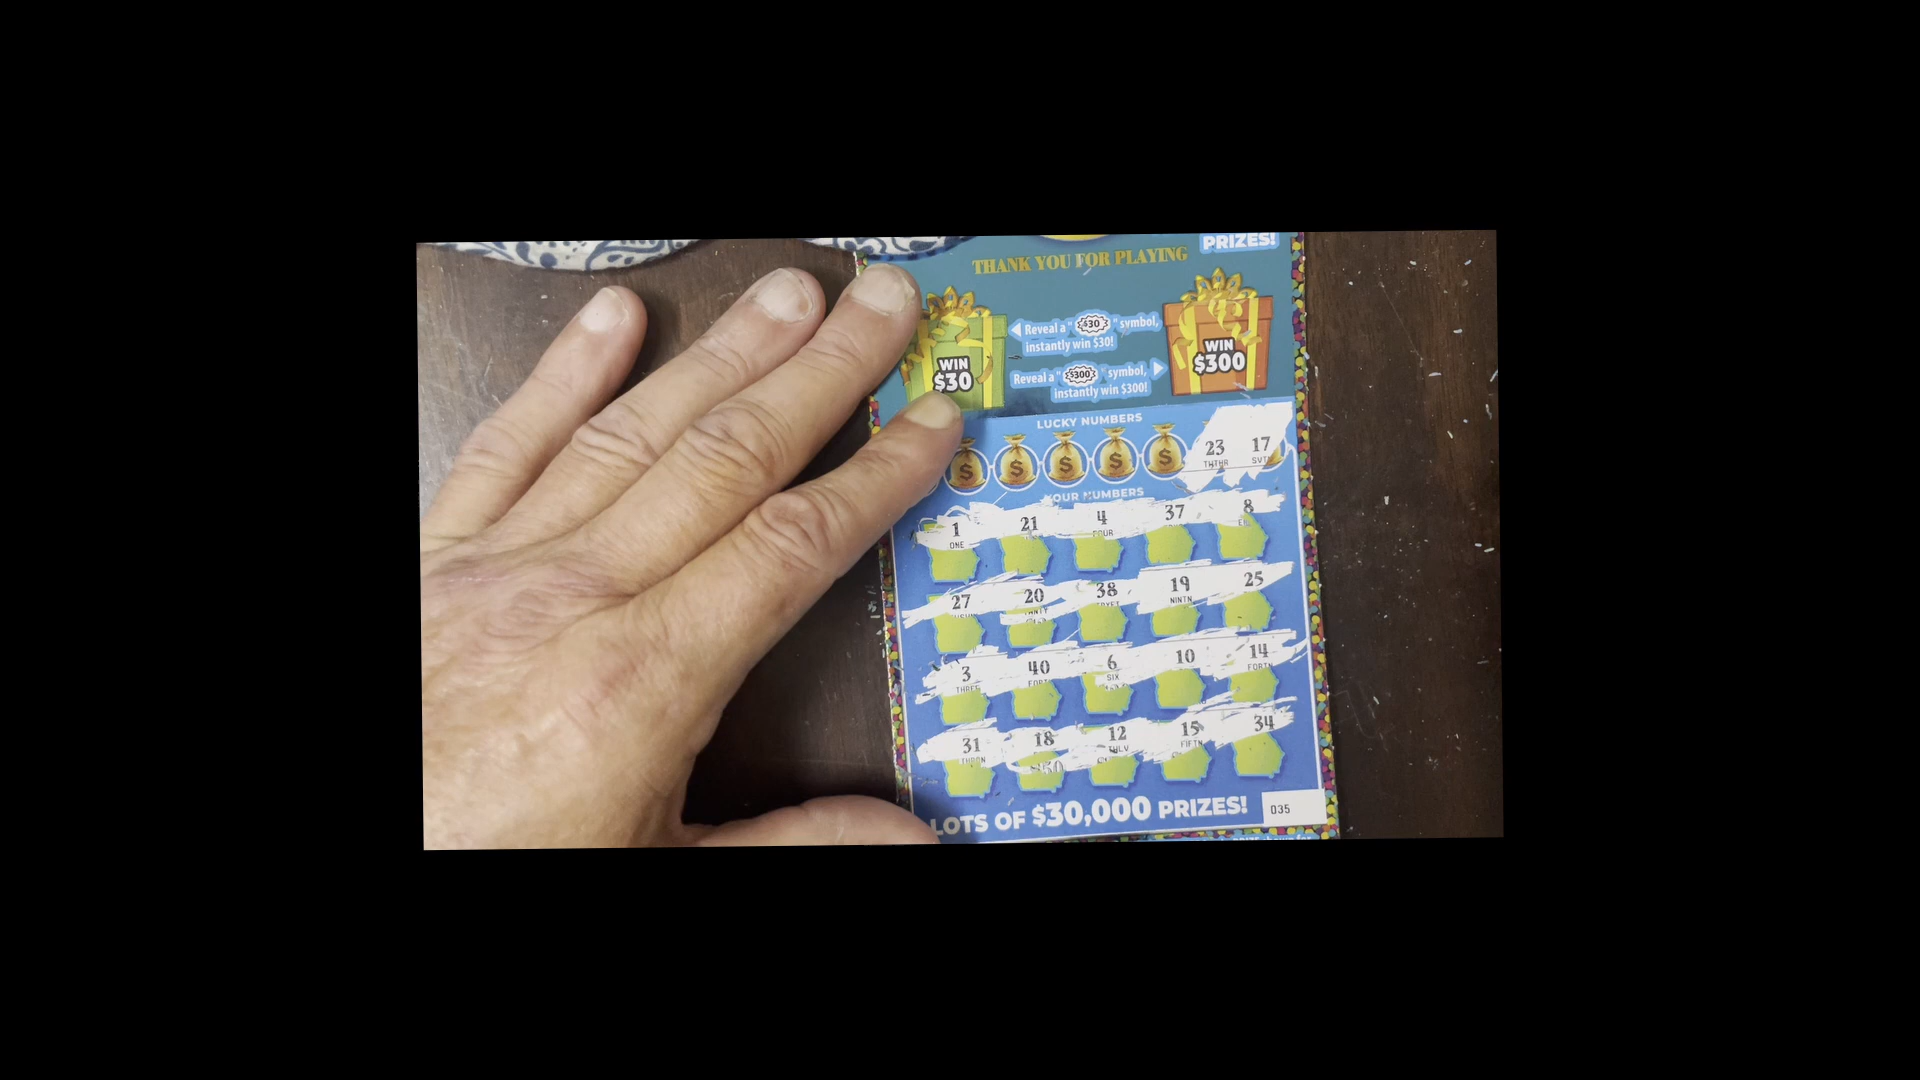 PRIZES!
THANK YOU FOR PLAYING
Reveal a "$30" symbol,
instantly win $30!
WIN
$30
Reveal a "$300" symbol,
instantly win $300!
WIN
$300
LUCKY NUMBERS
$ $ $ $ $ 23 17
THTHR SVTN
YOUR NUMBERS
1 21 4 37 8
ONE FOUR
27 20 38 19 25
NINTN
3 40 6 10 14
THREE SIX FORTN
31 18 12 15 34
FIFTN
LOTS OF $30,000 PRIZES!
035